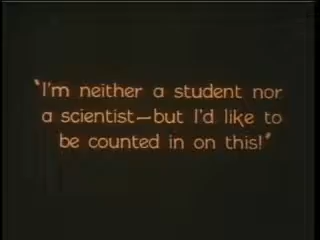 "I'm neither a student nor
a scientist—but I'd like to
be counted in on this!"